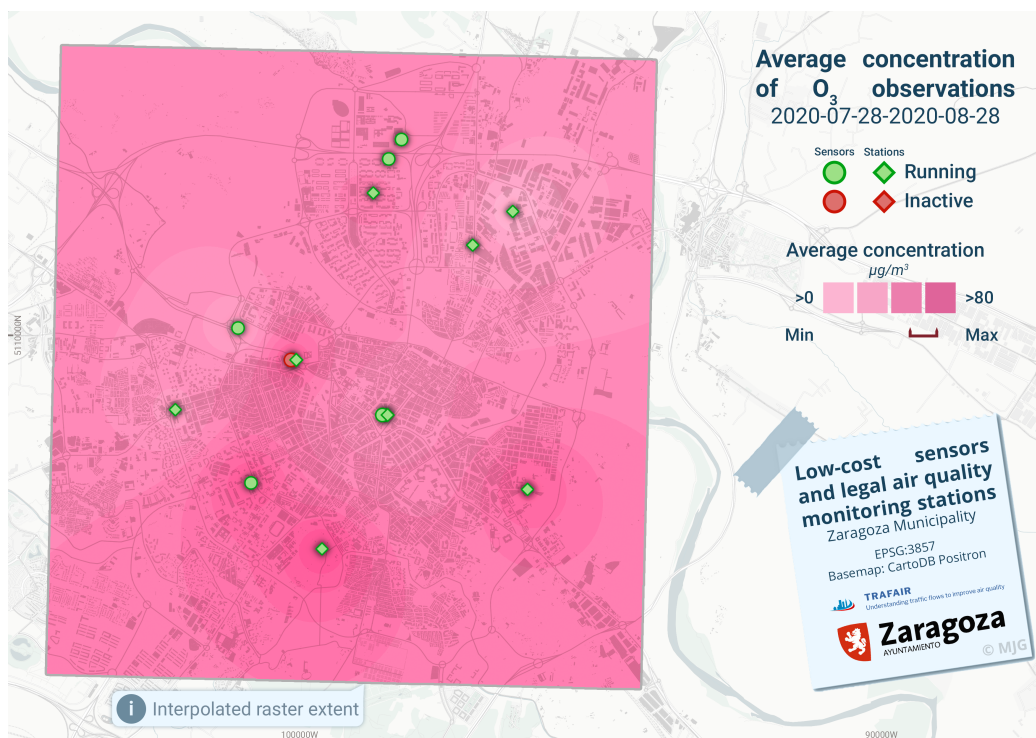 Average concentration
of O3 observations
2020-07-28-2020-08-28
Sensors Stations
Running
Inactive
Average concentration
µg/m³
>0 >80
Min Max
5110000N
Low-cost sensors
and legal air quality
monitoring stations
Zaragoza Municipality
EPSG:3857
Basemap: CartoDB Positron
TRAFAIR
Understanding traffic flows to improve air quality
Zaragoza
AYUNTAMIENTO
© MJG
i Interpolated raster extent
100000W 90000W